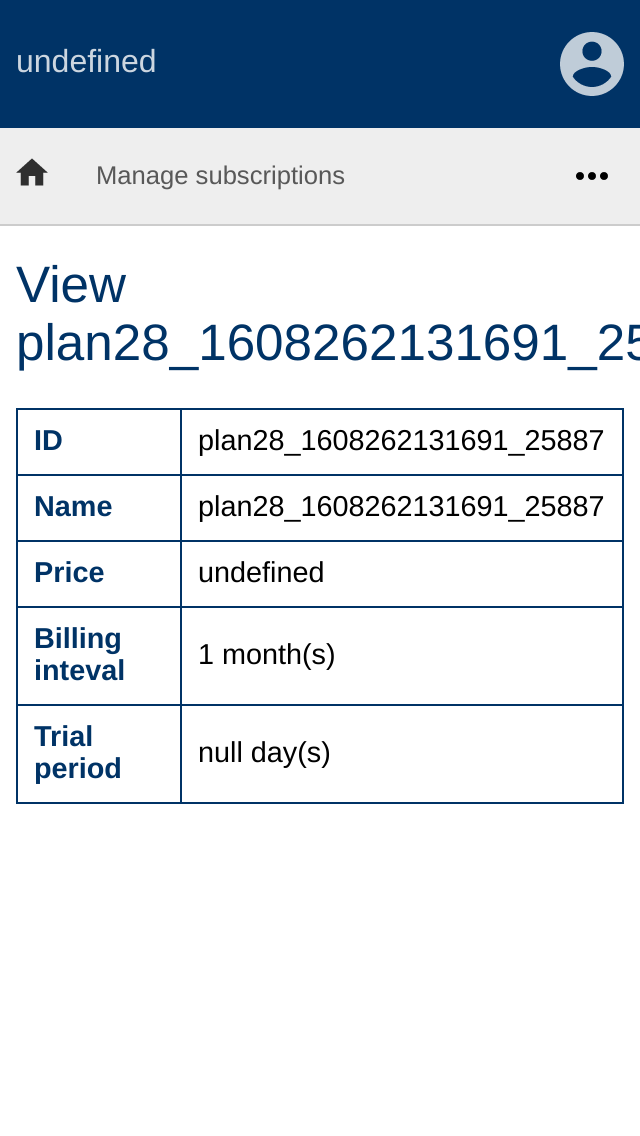 undefined
Manage subscriptions
View
plan28_1608262131691_25
ID plan28_1608262131691_25887
Name plan28_1608262131691_25887
Price undefined
Billing
inteval
1 month(s)
Trial
period
null day(s)